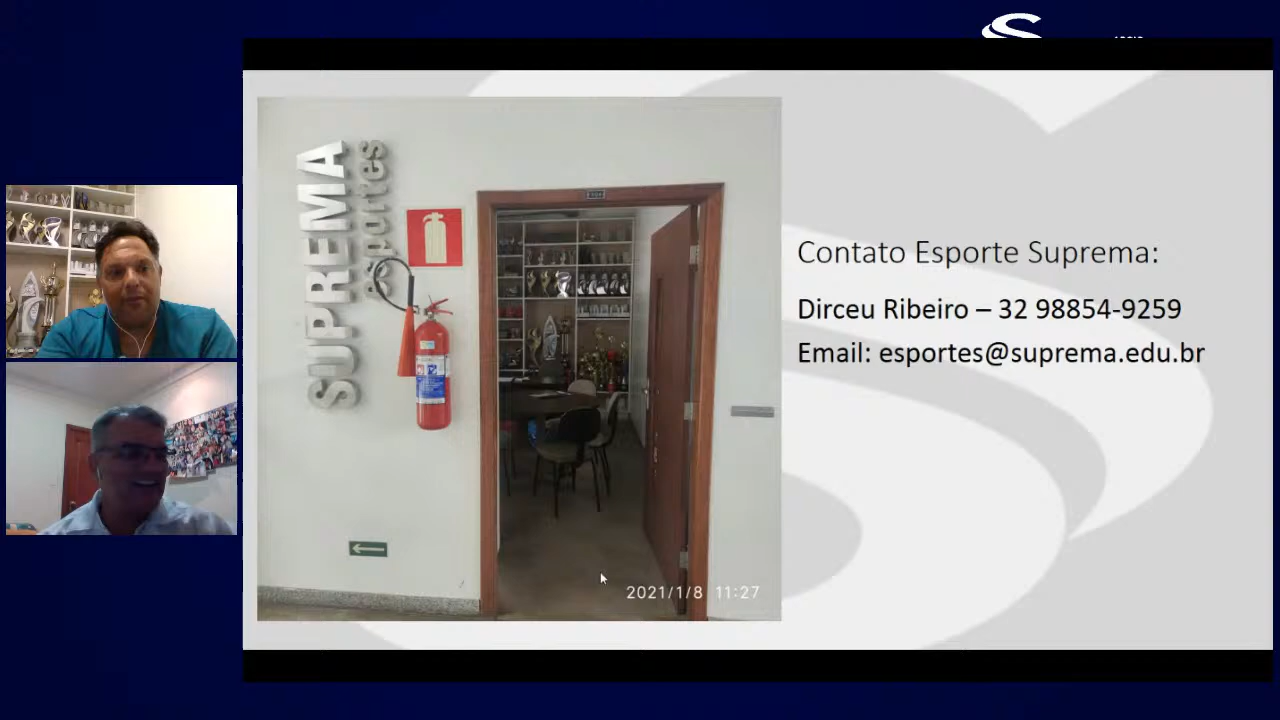 SUPREMA
esportes
Contato Esporte Suprema:
Dirceu Ribeiro – 32 98854-9259
Email: esportes@suprema.edu.br
2021/1/8 11:27